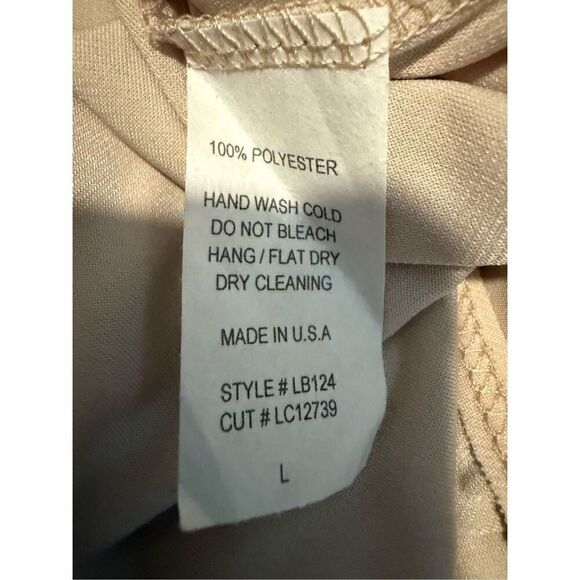 100% POLYESTER
HAND WASH COLD
DO NOT BLEACH
HANG / FLAT DRY
DRY CLEANING
MADE IN U.S.A
STYLE # LB124
CUT # LC12739
L